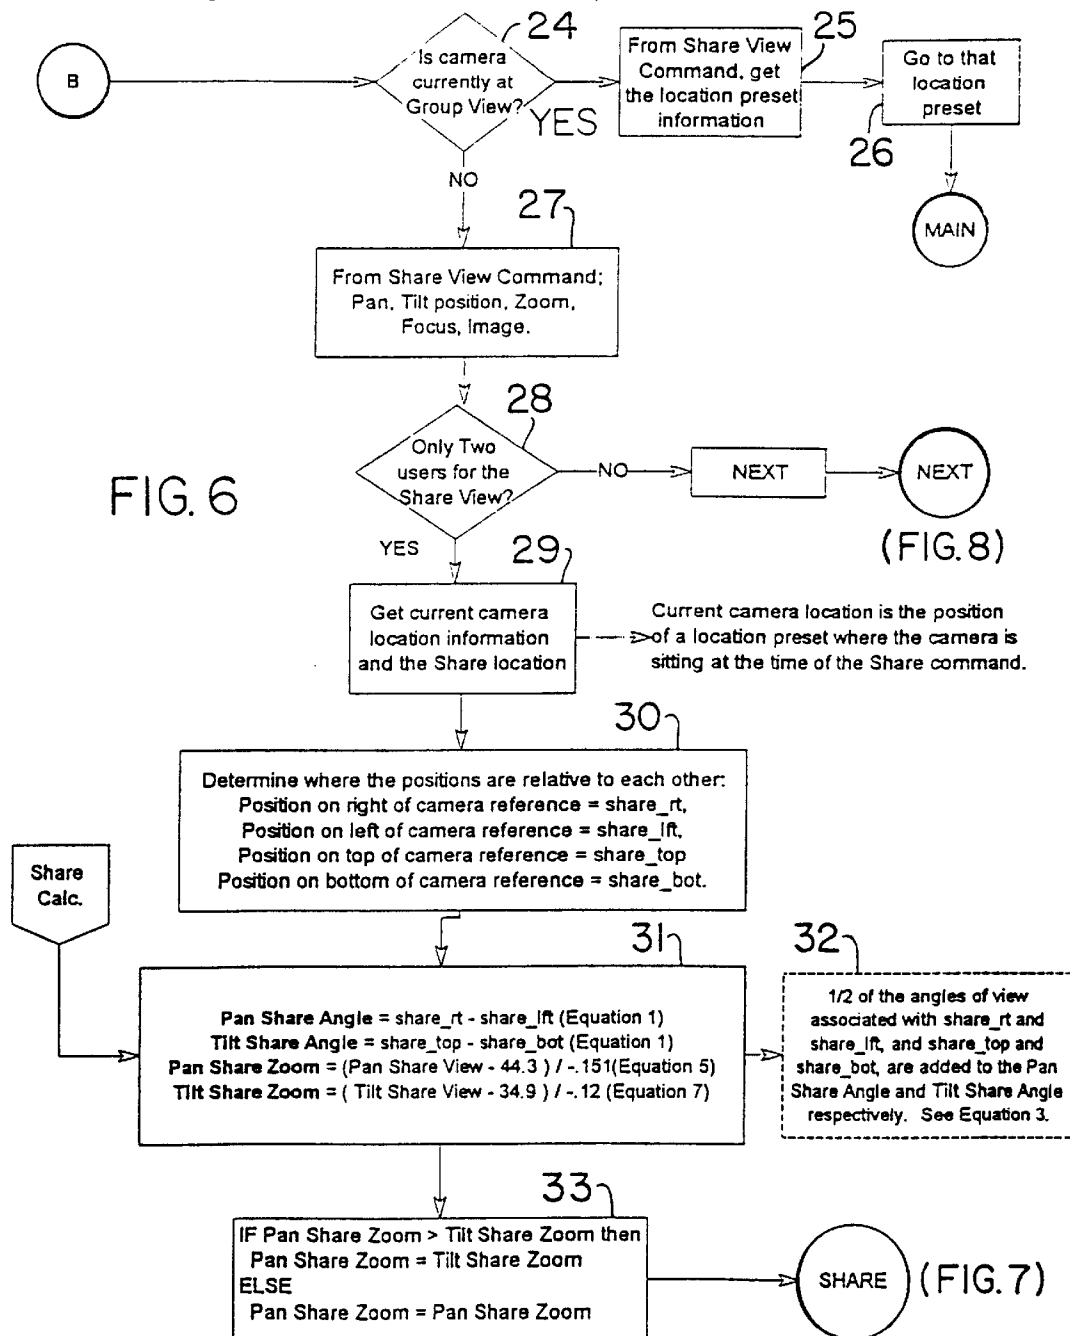 24
25
B
Is camera
currently at
Group View?
YES
From Share View
Command, get
the location preset
information
Go to that
location
preset
26
NO
MAIN
27
From Share View Command;
Pan, Tilt position, Zoom,
Focus, Image.
28
Only Two
users for the
Share View?
NO
NEXT
NEXT
FIG. 6
(FIG. 8)
YES
29
Get current camera
location information
and the Share location
Current camera location is the position
of a location preset where the camera is
sitting at the time of the Share command.
30
Determine where the positions are relative to each other:
Position on right of camera reference = share_rt,
Position on left of camera reference = share_lft,
Position on top of camera reference = share_top
Position on bottom of camera reference = share_bot.
Share
Calc.
31
32
Pan Share Angle = share_rt - share_lft (Equation 1)
Tilt Share Angle = share_top - share_bot (Equation 1)
Pan Share Zoom = (Pan Share View - 44.3 ) / -.151(Equation 5)
Tilt Share Zoom = ( Tilt Share View - 34.9 ) / -.12 (Equation 7)
1/2 of the angles of view
associated with share_rt and
share_lft, and share_top and
share_bot, are added to the Pan
Share Angle and Tilt Share Angle
respectively. See Equation 3.
33
IF Pan Share Zoom > Tilt Share Zoom then
Pan Share Zoom = Tilt Share Zoom
ELSE
Pan Share Zoom = Pan Share Zoom
SHARE
(FIG. 7)